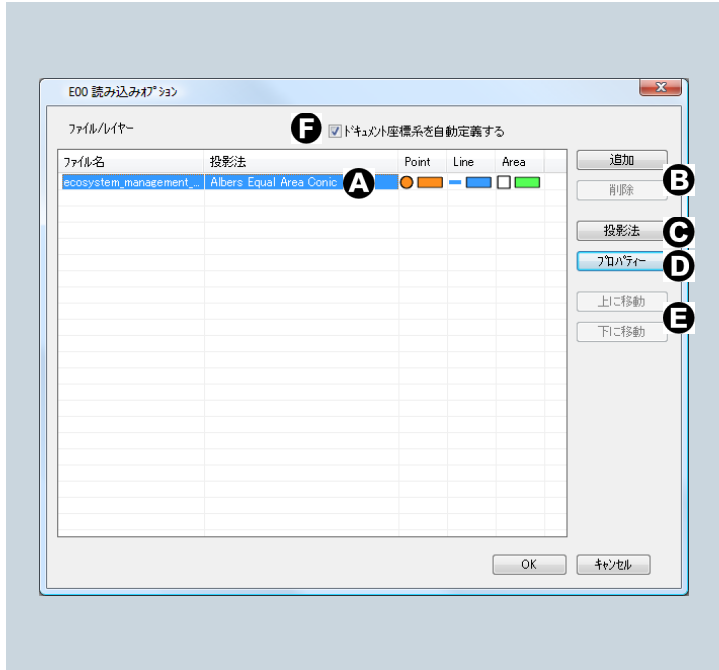 E00 読み込みｵﾌﾟｼｮﾝ
ﾌｧｲﾙ/ﾚｲﾔｰ
F
ﾄﾞｷｭﾒﾝﾄ座標系を自動定義する
ﾌｧｲﾙ名 投影法 Point Line Area
ecosystem_management_... Albers Equal Area Conic A
追加
B
削除
投影法 C
ﾌﾟﾛﾊﾟﾃｨｰ D
上に移動
E
下に移動
OK ｷｬﾝｾﾙ